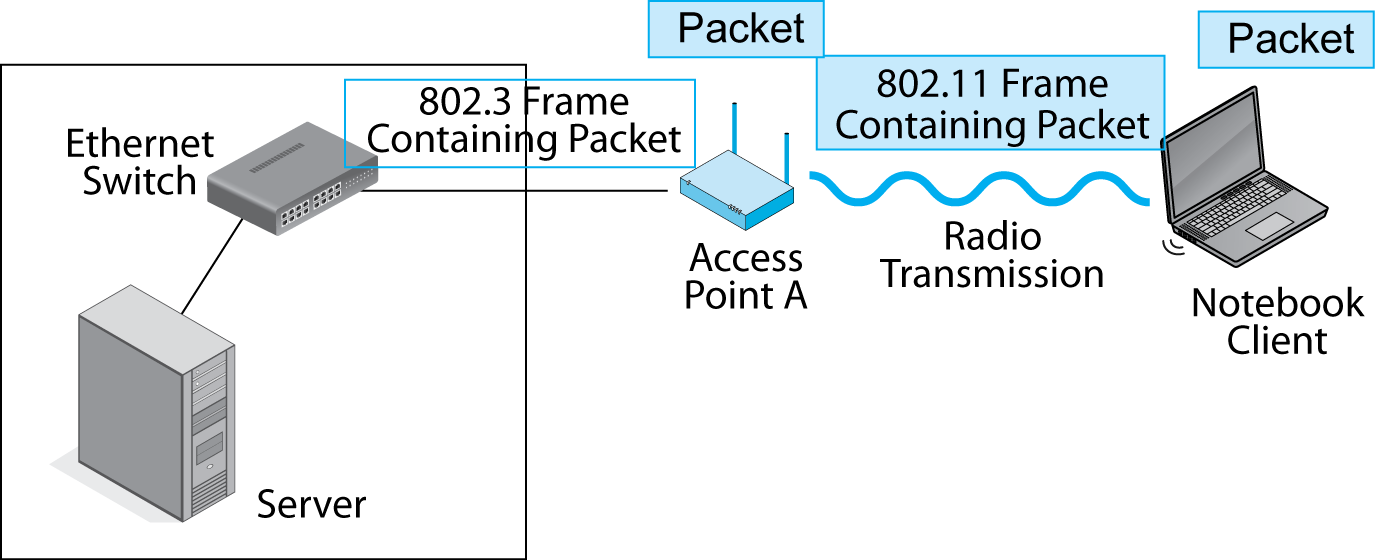 Packet
Packet
802.3 Frame
Containing Packet
802.11 Frame
Containing Packet
Ethernet
Switch
Access
Point A
Radio
Transmission
Notebook
Client
Server